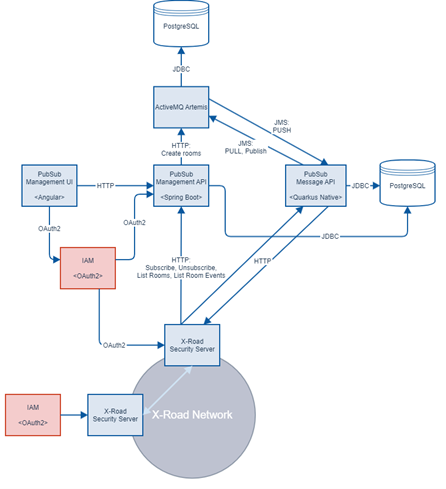 PostgreSQL
JDBC
ActiveMQ Artemis
JMS:
PUSH
HTTP:
Create rooms
JMS:
PULL, Publish
PubSub
Management UI
<Angular>
HTTP
PubSub
Management API
<Spring Boot>
PubSub
Message API
<Quarkus Native>
JDBC
PostgreSQL
OAuth2
OAuth2
JDBC
IAM
<OAuth2>
HTTP:
Subscribe, Unsubscribe,
List Rooms, List Room Events
HTTP
OAuth2
X-Road
Security Server
IAM
<OAuth2>
X-Road
Security Server
X-Road Network